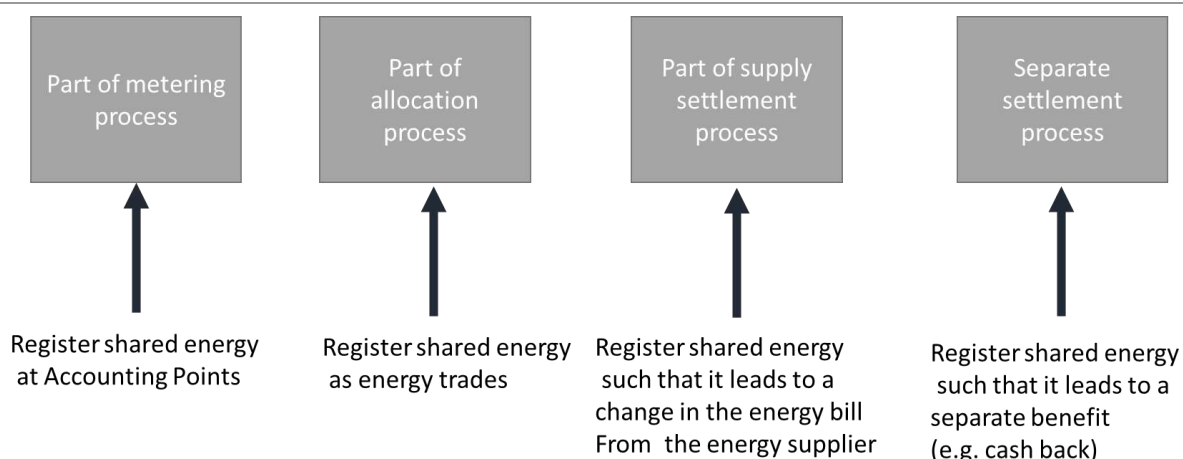 Part of metering
process
Part of
allocation
process
Part of supply
settlement
process
Separate
settlement
process
Register shared energy
at Accounting Points
Register shared energy
as energy trades
Register shared energy
such that it leads to a
change in the energy bill
From the energy supplier
Register shared energy
such that it leads to a
separate benefit
(e.g. cash back)